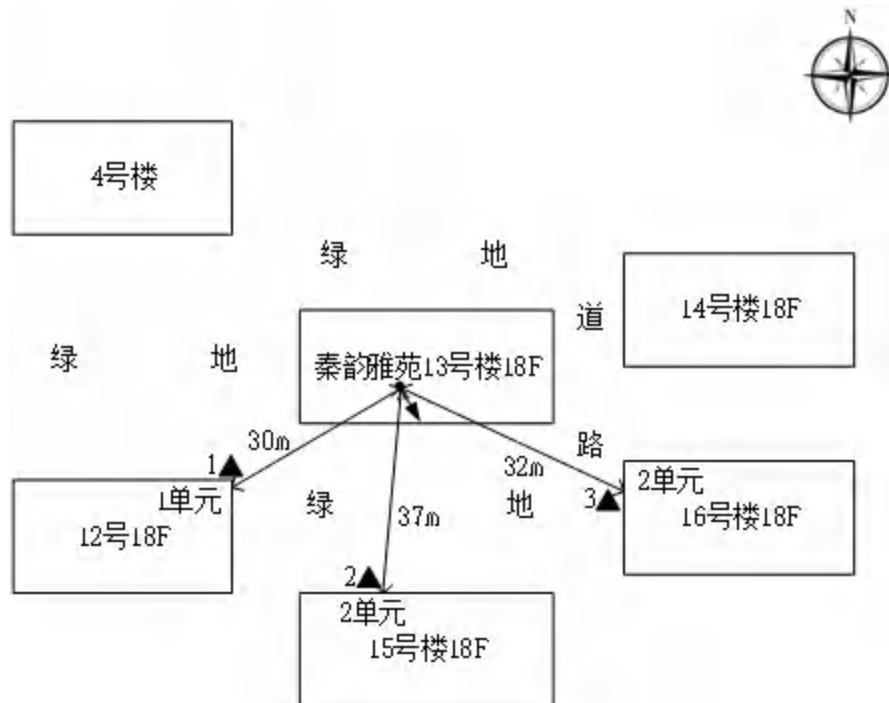 N
4号楼
绿 地
14号楼18F
道
绿 地
秦韵雅苑13号楼18F
30m
路
32m
1▲
2单元
1单元
3▲
16号楼18F
绿 地
37m
12号18F
2▲
2单元
15号楼18F